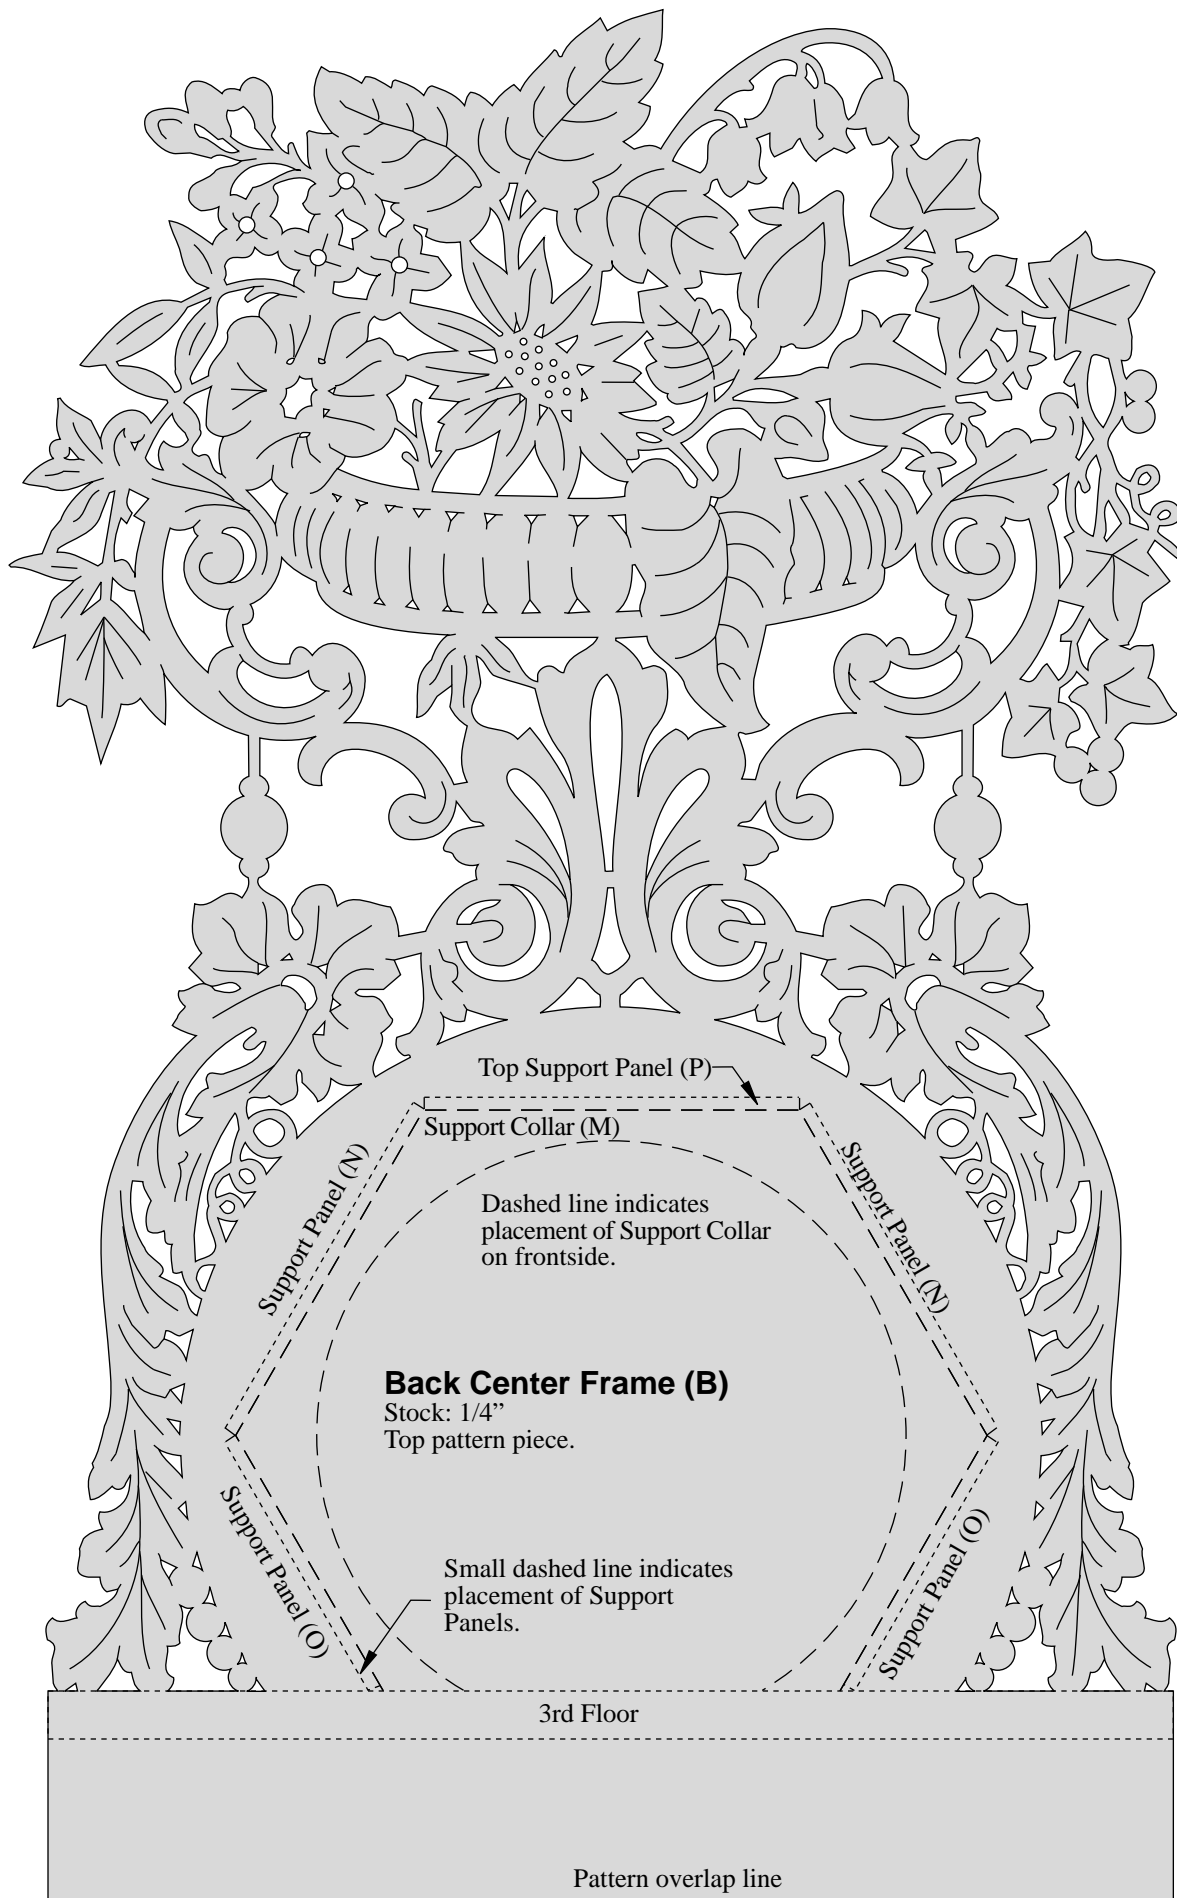 Top Support Panel (P)
Support Collar (M)
Support Panel (N)
Support Panel (N)
Dashed line indicates
placement of Support Collar
on frontside.
Back Center Frame (B)
Stock: 1/4”
Top pattern piece.
Support Panel (O)
Support Panel (O)
Small dashed line indicates
placement of Support
Panels.
3rd Floor
Pattern overlap line